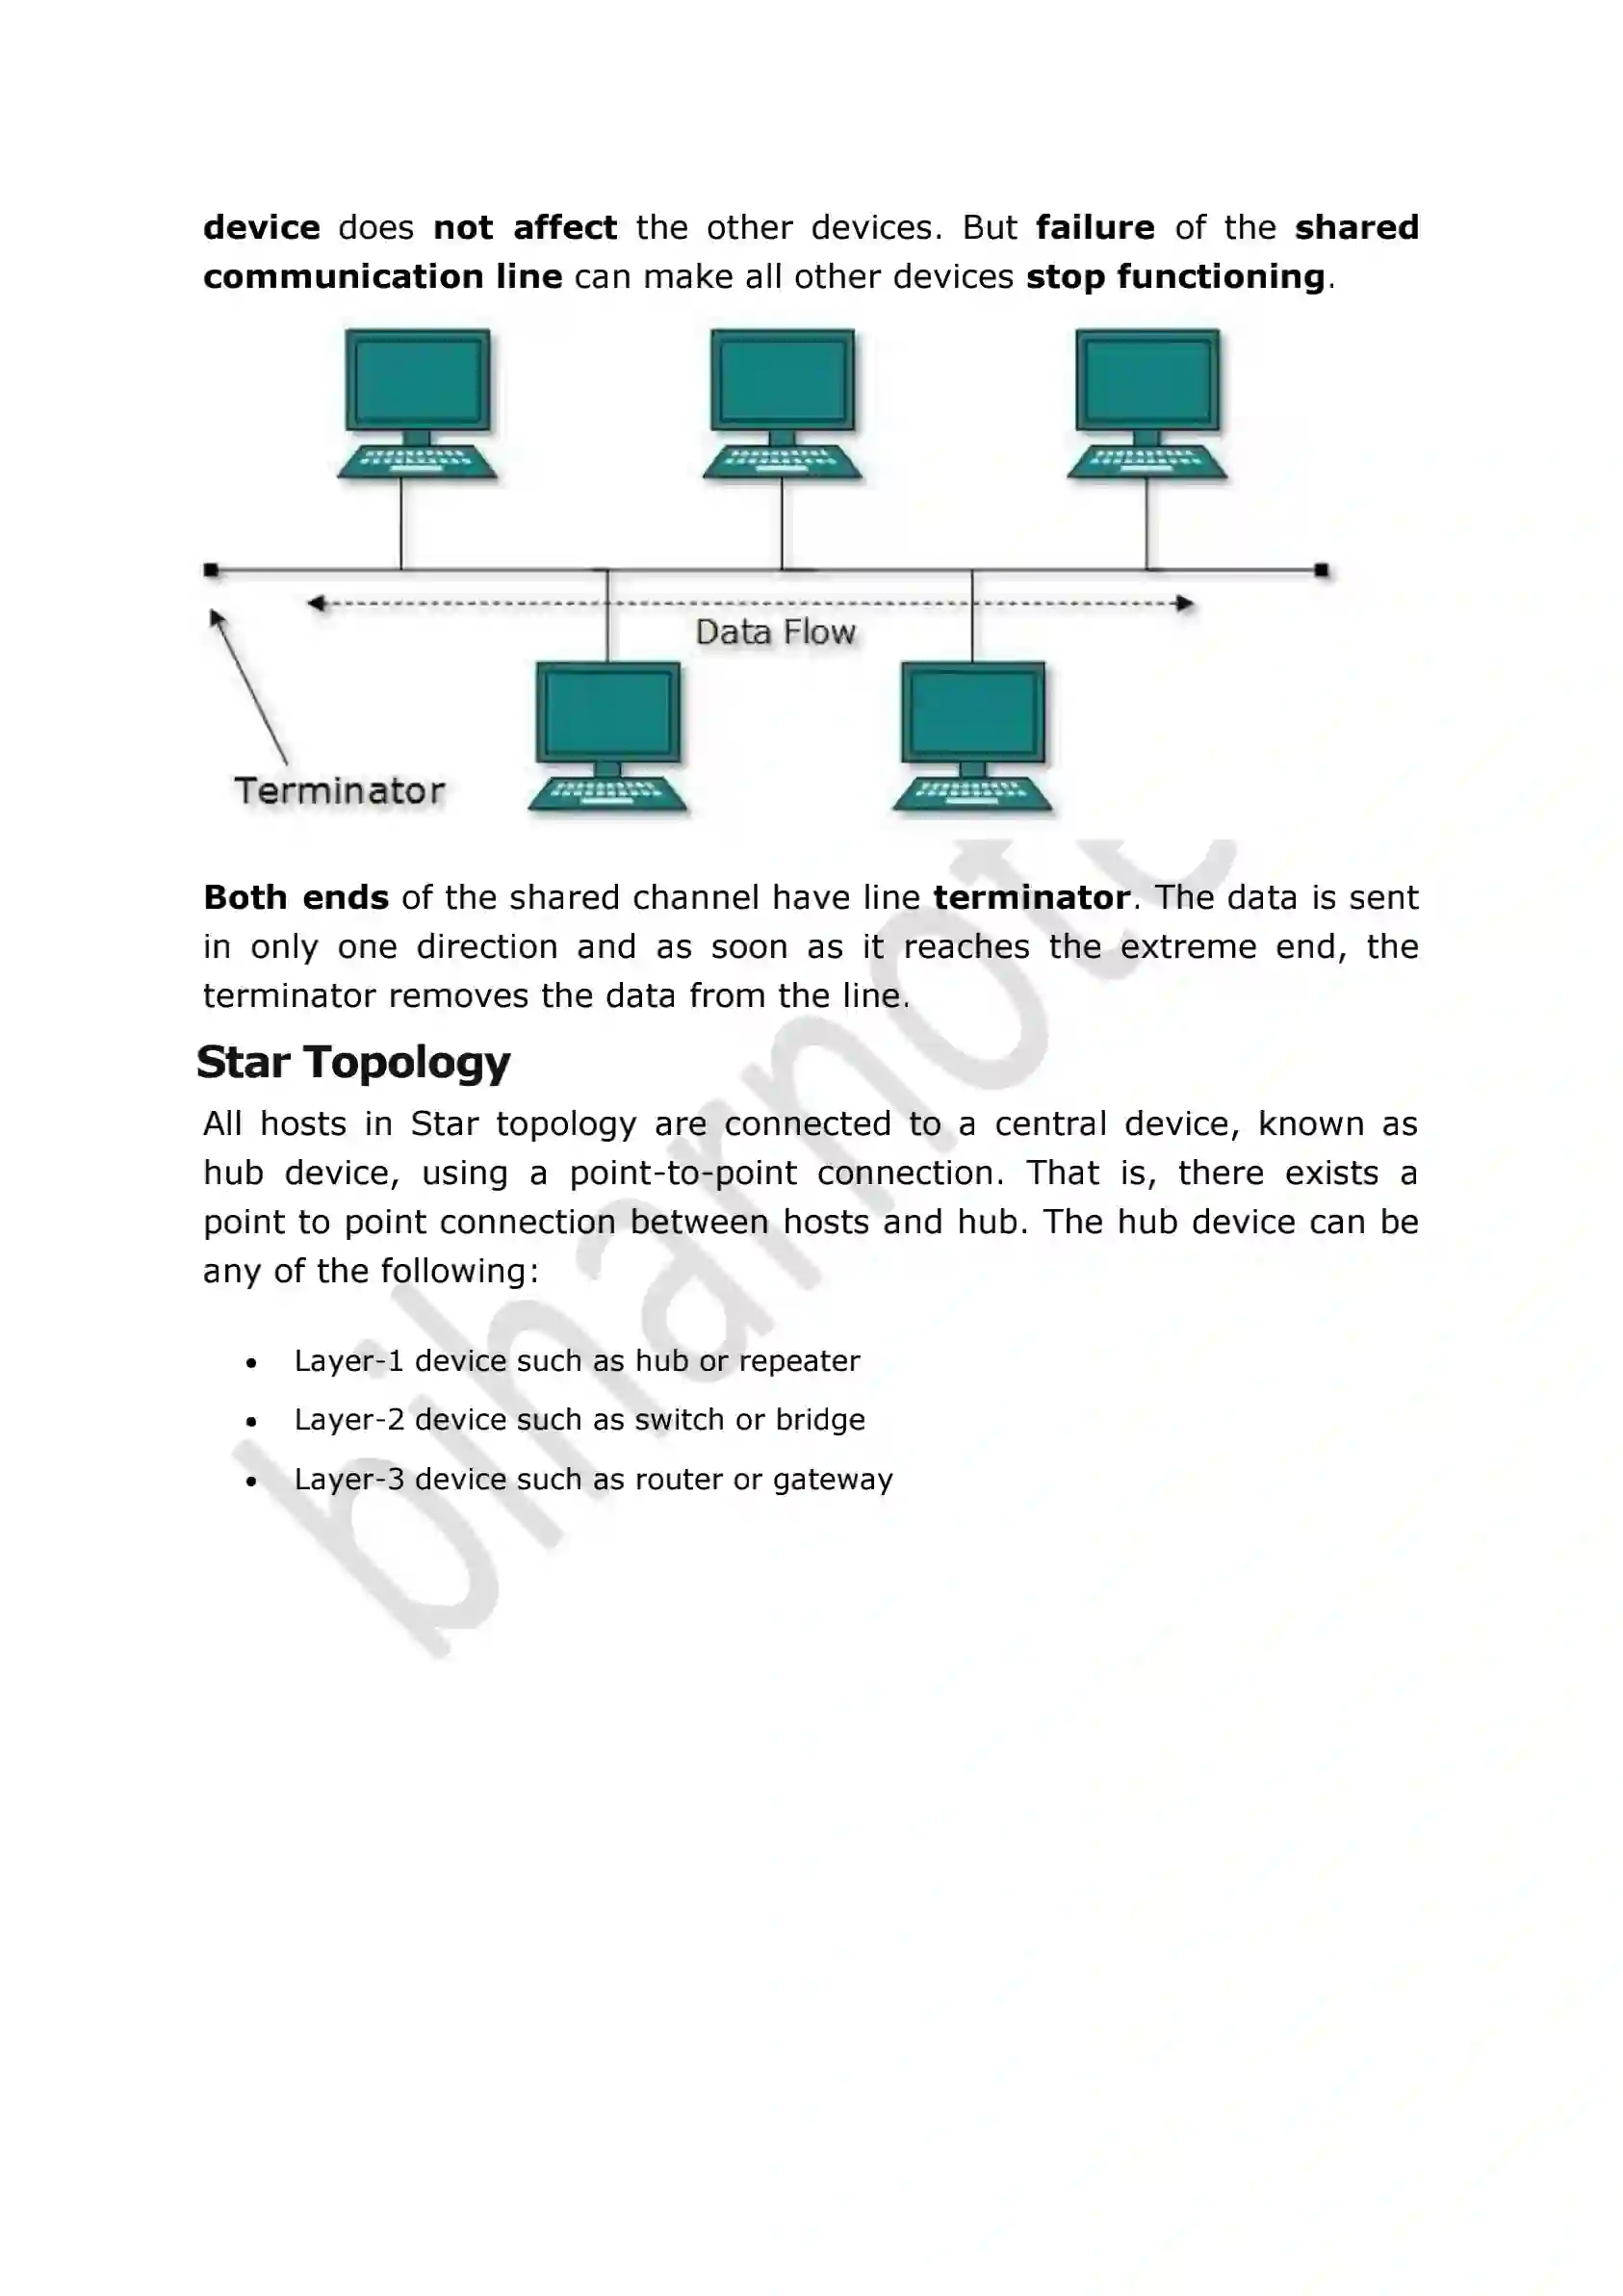 device does not affect the other devices. But failure of the shared
communication line can make all other devices stop functioning.
Data Flow
Terminator
Both ends of the shared channel have line terminator. The data is sent
in only one direction and as soon as it reaches the extreme end, the
terminator removes the data from the line.
Star Topology
All hosts in Star topology are connected to a central device, known as
hub device, using a point-to-point connection. That is, there exists a
point to point connection between hosts and hub. The hub device can be
any of the following:
• Layer-1 device such as hub or repeater
• Layer-2 device such as switch or bridge
• Layer-3 device such as router or gateway
biharnote